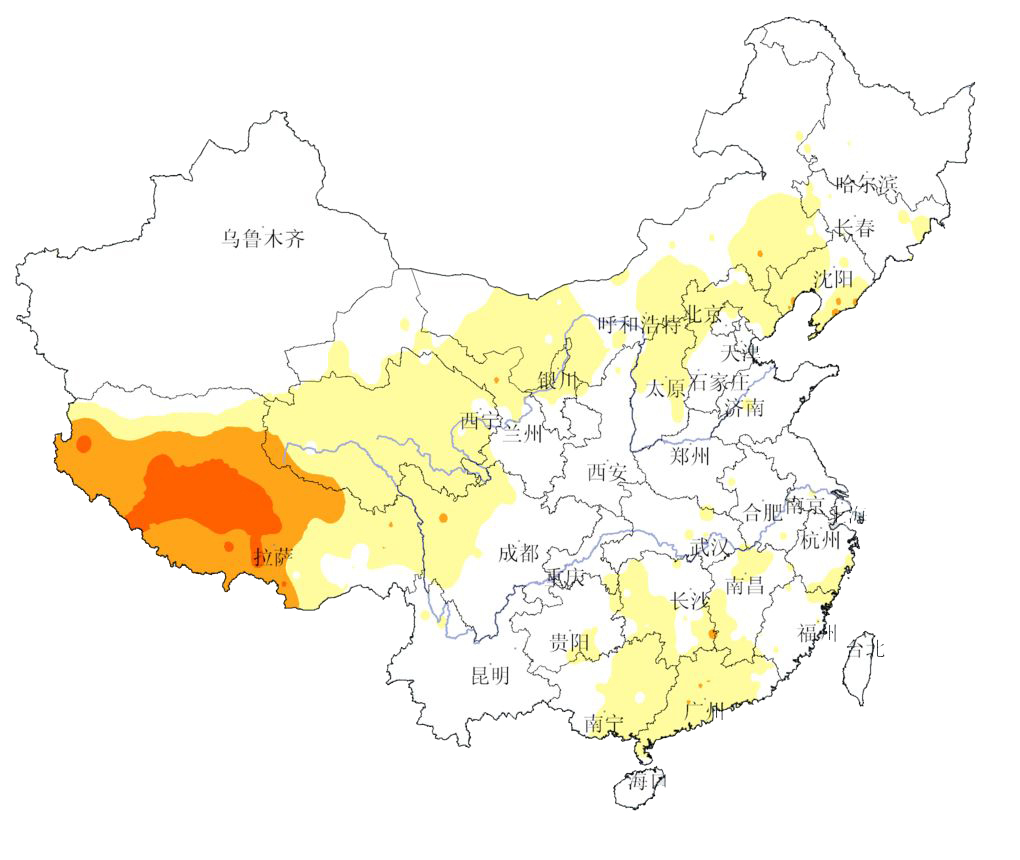 哈尔滨
长春
乌鲁木齐
沈阳
呼和浩特
北京
天津
银川
太原
石家庄
济南
西宁
兰州
郑州
西安
合肥
南京
上海
杭州
成都
武汉
拉萨
重庆
南昌
长沙
福州
贵阳
台北
昆明
广州
南宁
海口